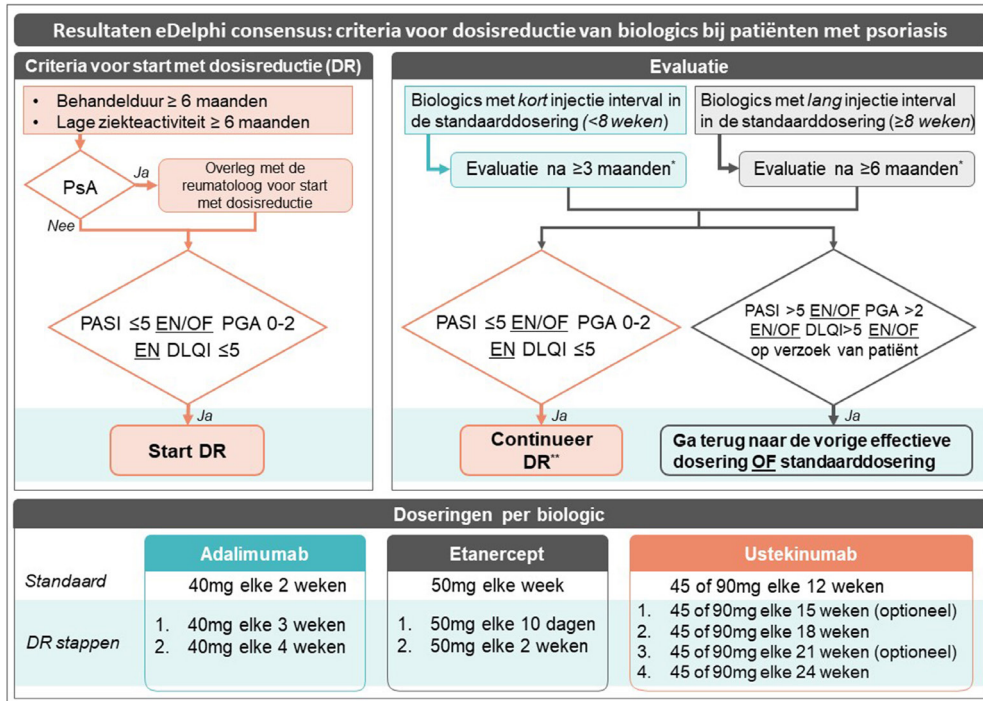 Resultaten eDelphi consensus: criteria voor dosisreductie van biologics bij patiënten met psoriasis
Criteria voor start met dosisreductie (DR)
• Behandelduur ≥ 6 maanden
• Lage ziekteactiviteit ≥ 6 maanden
PsA
Ja
Overleg met de
reumatoloog voor start
met dosisreductie
Nee
PASI ≤5 EN/OF PGA 0-2
EN DLQI ≤5
Ja
Start DR
Evaluatie
Biologics met kort injectie interval in
de standaarddosering (<8 weken)
Biologics met lang injectie interval
in de standaarddosering (≥8 weken)
Evaluatie na ≥3 maanden*
Evaluatie na ≥6 maanden*
PASI ≤5 EN/OF PGA 0-2
EN DLQI ≤5
PASI >5 EN/OF PGA >2
EN/OF DLQI>5 EN/OF
op verzoek van patiënt
Ja
Ja
Continueer
DR**
Ga terug naar de vorige effectieve
dosering OF standaarddosering
Doseringen per biologic
Adalimumab
Etanercept
Ustekinumab
Standaard
40mg elke 2 weken
50mg elke week
45 of 90mg elke 12 weken
DR stappen
1. 40mg elke 3 weken
2. 40mg elke 4 weken
1. 50mg elke 10 dagen
2. 50mg elke 2 weken
1. 45 of 90mg elke 15 weken (optioneel)
2. 45 of 90mg elke 18 weken
3. 45 of 90mg elke 21 weken (optioneel)
4. 45 of 90mg elke 24 weken